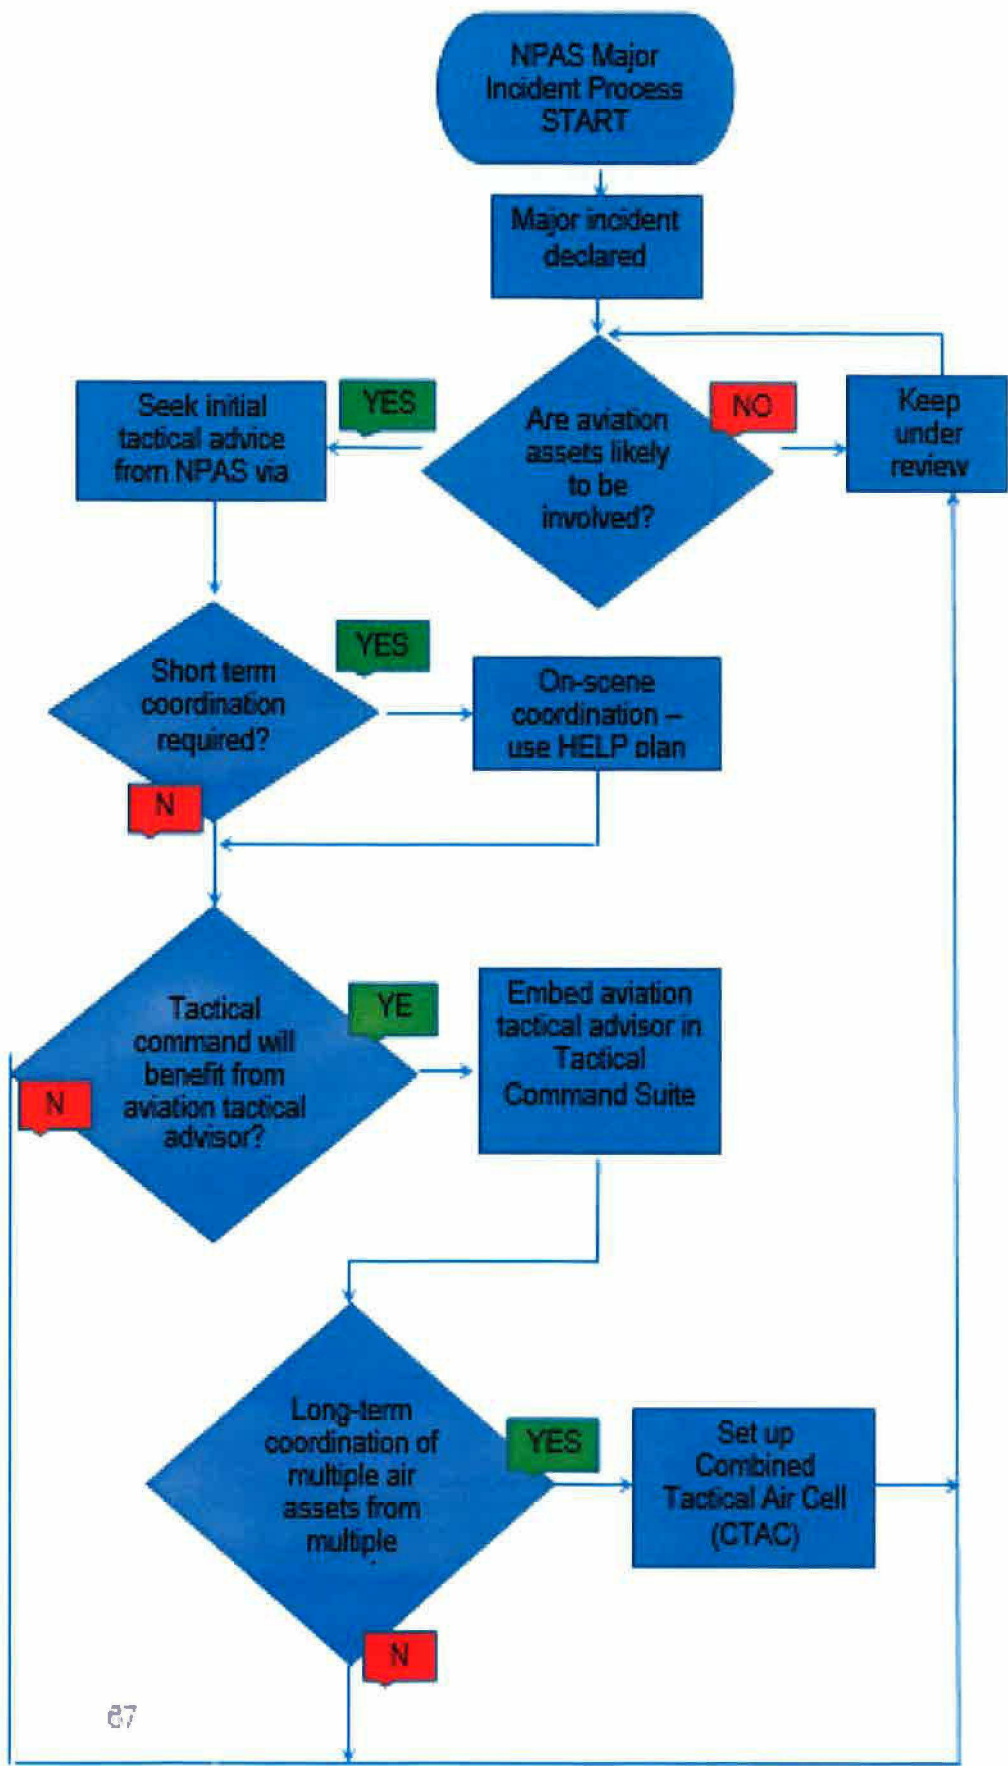 NPAS Major
Incident Process
START
Major incident
declared
Are aviation
assets likely
to be
involved?
YES
NO
Seek initial
tactical advice
from NPAS via
Keep
under
review
Short term
coordination
required?
YES
N
On-scene
coordination –
use HELP plan
Tactical
command will
benefit from
aviation tactical
advisor?
YE
N
Embed aviation
tactical advisor in
Tactical
Command Suite
Long-term
coordination of
multiple air
assets from
multiple
YES
N
Set up
Combined
Tactical Air Cell
(CTAC)